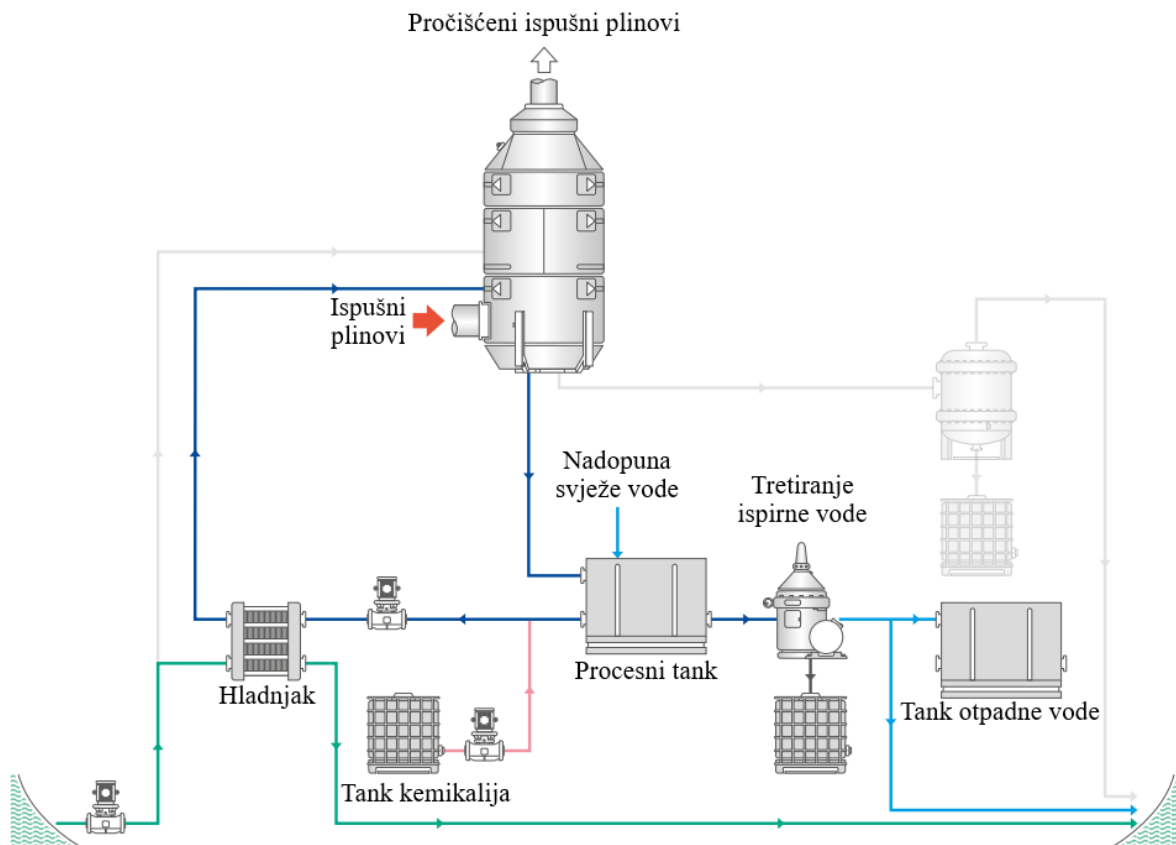 Pročišćeni ispušni plinovi
Ispušni
plinovi
Nadopuna
svježe vode
Tretiranje
ispirne vode
Procesni tank
Hladnjak
Tank otpadne vode
Tank kemikalija